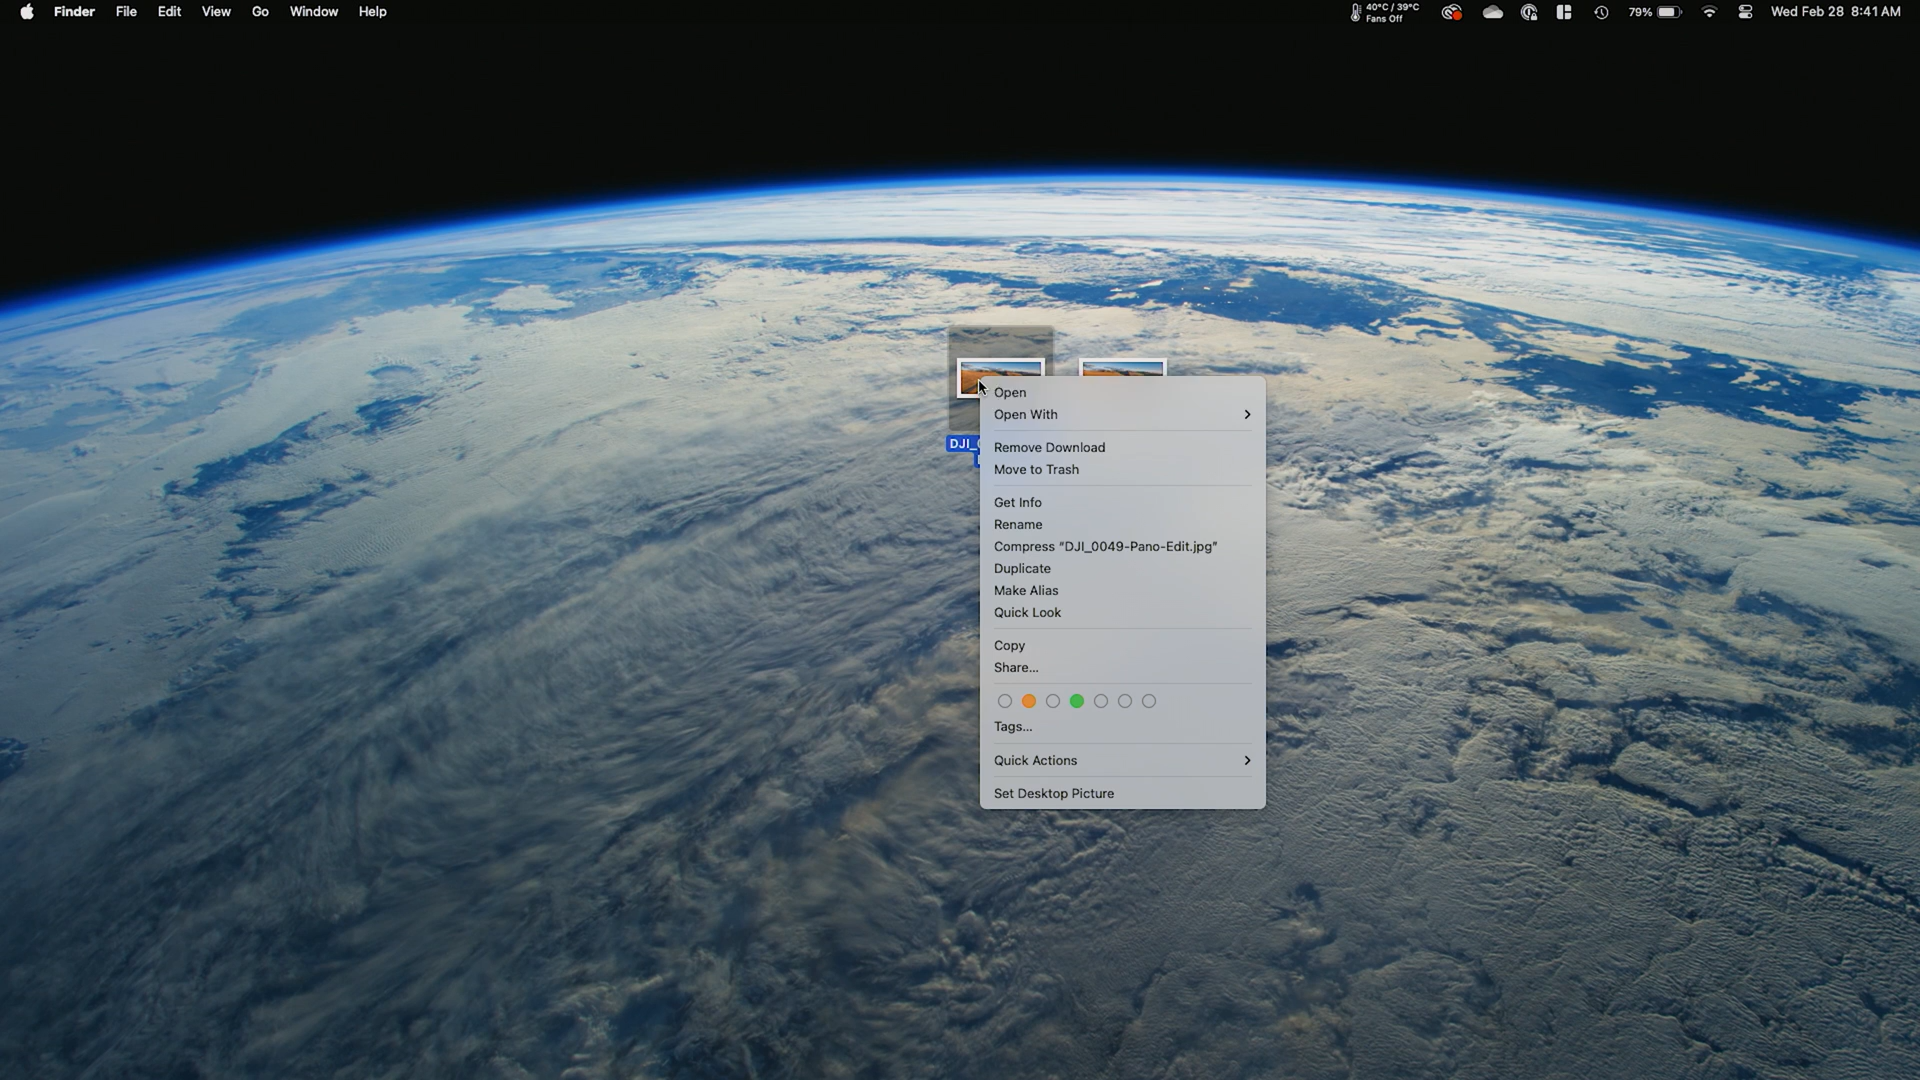 Finder File Edit View Go Window Help
40°C / 39°C
Fans Off
79%
Wed Feb 28 8:41 AM
Open
Open With
DJI_
Remove Download
Move to Trash
Get Info
Rename
Compress “DJI_0049-Pano-Edit.jpg”
Duplicate
Make Alias
Quick Look
Copy
Share...
Tags...
Quick Actions
Set Desktop Picture